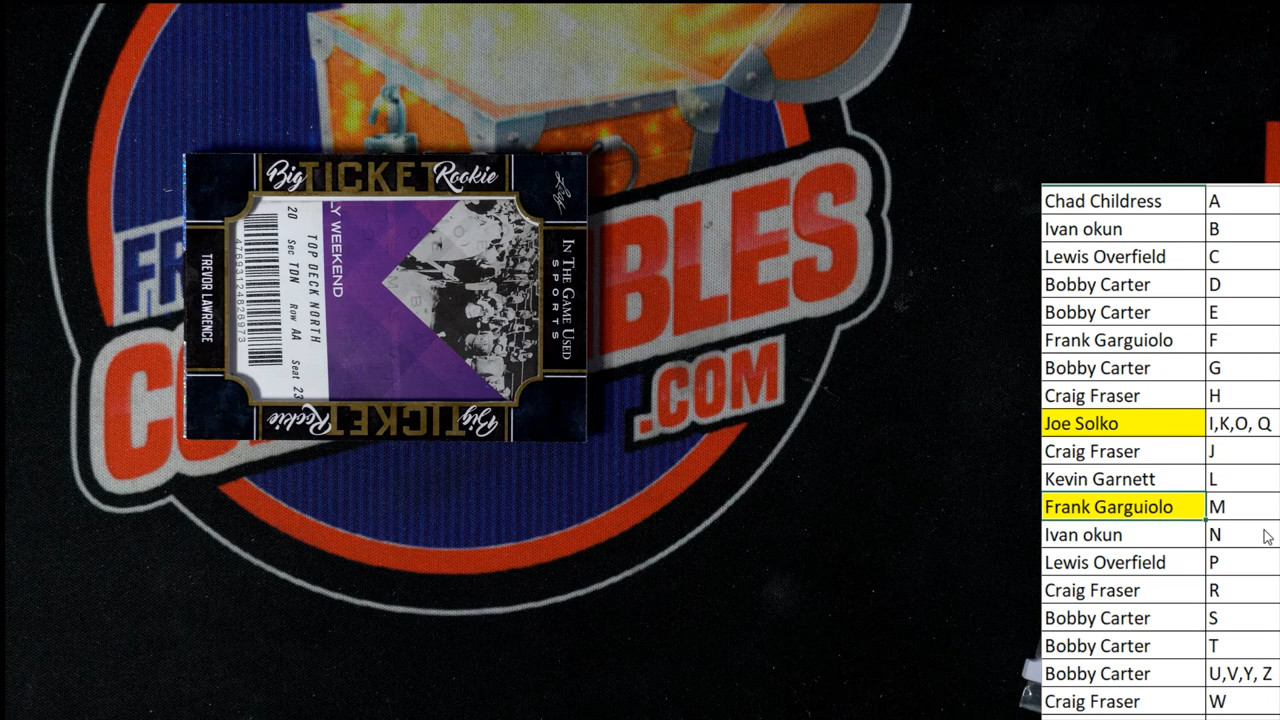 Big TICKET Rookie
TREVOR LAWRENCE
476931246826973
20 Sec TDN Row AA Seat 23
TOP DECK NORTH
LY WEEKEND
IN THE GAME USED
SPORTS
Big TICKET Rookie
BLES
.COM
Chad Childress A
Ivan okun B
Lewis Overfield C
Bobby Carter D
Bobby Carter E
Frank Garguiolo F
Bobby Carter G
Craig Fraser H
Joe Solko I,K,O, Q
Craig Fraser J
Kevin Garnett L
Frank Garguiolo M
Ivan okun N
Lewis Overfield P
Craig Fraser R
Bobby Carter S
Bobby Carter T
Bobby Carter U,V,Y, Z
Craig Fraser W